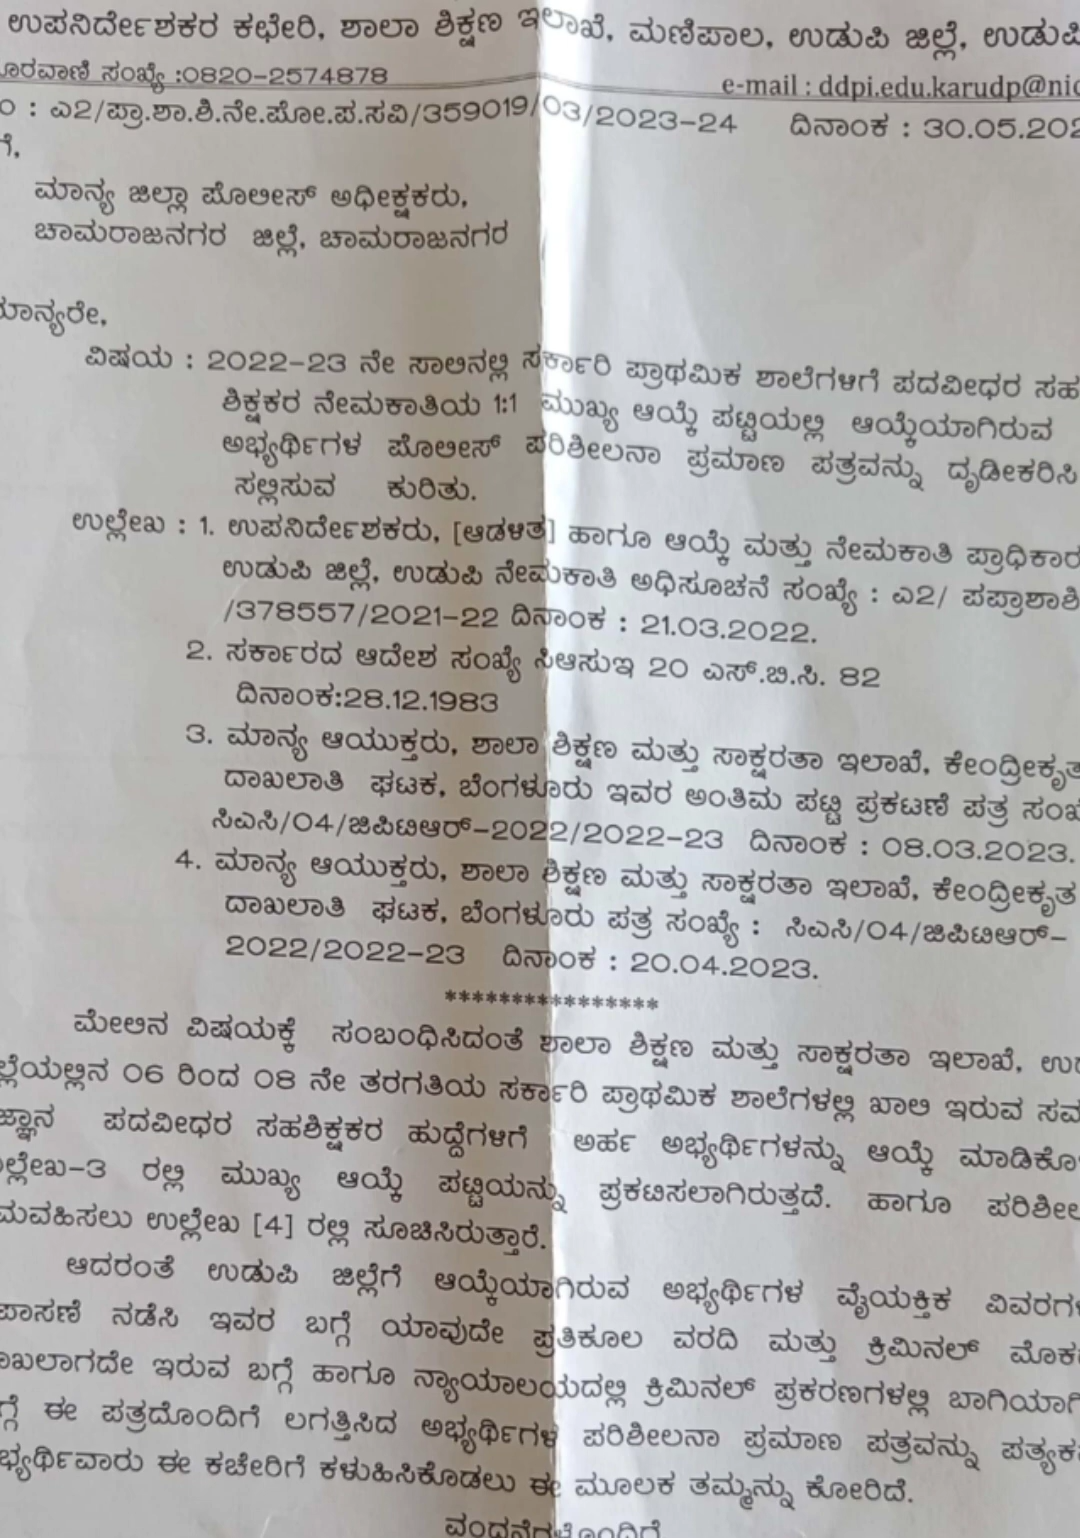 ಉಪನಿರ್ದೇಶಕರ ಕಛೇರಿ, ಶಾಲಾ ಶಿಕ್ಷಣ ಇಲಾಖೆ, ಮಣಿಪಾಲ, ಉಡುಪಿ ಜಿಲ್ಲೆ, ಉಡುಪಿ
ಸಂಖ್ಯೆ :0820-2574878 e-mail : ddpi.edu.karudp@nic
: ಎ2/ಪ್ರಾ.ಶಾ.ಶಿ.ನೇ.ಪೋ.ಪ.ಸವಿ/359019/03/2023-24 ದಿನಾಂಕ : 30.05.202
ಗೆ,
ಮಾನ್ಯ ಜಿಲ್ಲಾ ಪೊಲೀಸ್ ಅಧೀಕ್ಷಕರು,
ಚಾಮರಾಜನಗರ ಜಿಲ್ಲೆ, ಚಾಮರಾಜನಗರ
ಮಾನ್ಯರೇ,
ವಿಷಯ : 2022-23 ನೇ ಸಾಲಿನಲ್ಲಿ ಸರ್ಕಾರಿ ಪ್ರಾಥಮಿಕ ಶಾಲೆಗಳಿಗೆ ಪದವೀಧರ ಸಹ
ಶಿಕ್ಷಕರ ನೇಮಕಾತಿಯ 1:1 ಮುಖ್ಯ ಆಯ್ಕೆ ಪಟ್ಟಿಯಲ್ಲಿ ಆಯ್ಕೆಯಾಗಿರುವ
ಅಭ್ಯರ್ಥಿಗಳ ಪೊಲೀಸ್ ಪರಿಶೀಲನಾ ಪ್ರಮಾಣ ಪತ್ರವನ್ನು ದೃಡೀಕರಿಸಿ
ಸಲ್ಲಿಸುವ ಕುರಿತು.
ಉಲ್ಲೇಖ : 1. ಉಪನಿರ್ದೇಶಕರು, [ಆಡಳಿತ] ಹಾಗೂ ಆಯ್ಕೆ ಮತ್ತು ನೇಮಕಾತಿ ಪ್ರಾಧಿಕಾರ
ಉಡುಪಿ ಜಿಲ್ಲೆ, ಉಡುಪಿ ನೇಮಕಾತಿ ಅಧಿಸೂಚನೆ ಸಂಖ್ಯೆ : ಎ2/ ಪಪ್ರಾಶಾಶಿ
/378557/2021-22 ದಿನಾಂಕ : 21.03.2022.
2. ಸರ್ಕಾರದ ಆದೇಶ ಸಂಖ್ಯೆ ಸಿಆಸುಇ 20 ಎಸ್.ಬಿ.ಸಿ. 82
ದಿನಾಂಕ:28.12.1983
3. ಮಾನ್ಯ ಆಯುಕ್ತರು, ಶಾಲಾ ಶಿಕ್ಷಣ ಮತ್ತು ಸಾಕ್ಷರತಾ ಇಲಾಖೆ, ಕೇಂದ್ರೀಕೃತ
ದಾಖಲಾತಿ ಘಟಕ, ಬೆಂಗಳೂರು ಇವರ ಅಂತಿಮ ಪಟ್ಟಿ ಪ್ರಕಟಣೆ ಪತ್ರ
ಸಿಎಸಿ/04/ಜಿಪಿಟಿಆರ್-2022/2022-23 ದಿನಾಂಕ : 08.03.2023.
4. ಮಾನ್ಯ ಆಯುಕ್ತರು, ಶಾಲಾ ಶಿಕ್ಷಣ ಮತ್ತು ಸಾಕ್ಷರತಾ ಇಲಾಖೆ, ಕೇಂದ್ರೀಕೃತ
ದಾಖಲಾತಿ ಘಟಕ, ಬೆಂಗಳೂರು ಪತ್ರ ಸಂಖ್ಯೆ : ಸಿಎಸಿ/04/ಜಿಪಿಟಿಆರ್-
2022/2022-23 ದಿನಾಂಕ : 20.04.2023.
****************
ಮೇಲಿನ ವಿಷಯಕ್ಕೆ ಸಂಬಂಧಿಸಿದಂತೆ ಶಾಲಾ ಶಿಕ್ಷಣ ಮತ್ತು ಸಾಕ್ಷರತಾ ಇಲಾಖೆ,
ಲ್ಲೆಯಲ್ಲಿನ 06 ರಿಂದ 08 ನೇ ತರಗತಿಯ ಸರ್ಕಾರಿ ಪ್ರಾಥಮಿಕ ಶಾಲೆಗಳಲ್ಲಿ ಖಾಲಿ ಇರುವ ಸಮ
ಜ್ಞಾನ ಪದವೀಧರ ಸಹಶಿಕ್ಷಕರ ಹುದ್ದೆಗಳಿಗೆ ಅರ್ಹ ಅಭ್ಯರ್ಥಿಗಳನ್ನು ಆಯ್ಕೆ ಮಾಡಿಕೊ
ಲ್ಲೇಖ-3 ರಲ್ಲಿ ಮುಖ್ಯ ಆಯ್ಕೆ ಪಟ್ಟಿಯನ್ನು ಪ್ರಕಟಿಸಲಾಗಿರುತ್ತದೆ. ಹಾಗೂ ಪರಿಶೀಲ
ಮವಹಿಸಲು ಉಲ್ಲೇಖ [4] ರಲ್ಲಿ ಸೂಚಿಸಿರುತ್ತಾರೆ.
ಆದರಂತೆ ಉಡುಪಿ ಜಿಲ್ಲೆಗೆ ಆಯ್ಕೆಯಾಗಿರುವ ಅಭ್ಯರ್ಥಿಗಳ ವೈಯಕ್ತಿಕ ವಿವರಗಳ
ಪಾಸಣೆ ನಡೆಸಿ ಇವರ ಬಗ್ಗೆ ಯಾವುದೇ ಪ್ರತಿಕೂಲ ವರದಿ ಮತ್ತು ಕ್ರಿಮಿನಲ್ ಮೊಕ
ಾಖಲಾಗದೇ ಇರುವ ಬಗ್ಗೆ ಹಾಗೂ ನ್ಯಾಯಾಲಯದಲ್ಲಿ ಕ್ರಿಮಿನಲ್ ಪ್ರಕರಣಗಳಲ್ಲಿ ಬಾಗಿಯಾಗಿ
ಗ್ಗೆ ಈ ಪತ್ರದೊಂದಿಗೆ ಲಗತ್ತಿಸಿದ ಅಭ್ಯರ್ಥಿಗಳ ಪರಿಶೀಲನಾ ಪ್ರಮಾಣ ಪತ್ರವನ್ನು ಪತ್ಯಕ
ಭ್ಯರ್ಥಿವಾರು ಈ ಕಚೇರಿಗೆ ಕಳುಹಿಸಿಕೊಡಲು ಈ ಮೂಲಕ ತಮ್ಮನ್ನು ಕೋರಿದೆ.
ವಂದನೆಗಳೊಂದಿಗೆ